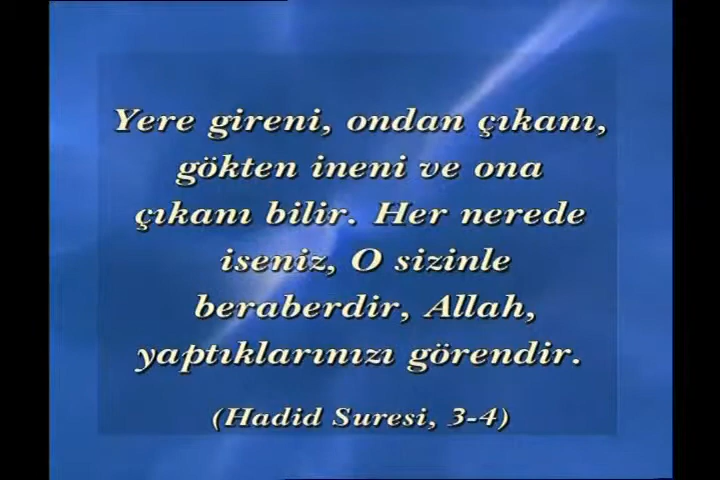 Yere gireni, ondan çıkanı,
gökten ineni ve ona
çıkanı bilir. Her nerede
iseniz, O sizinle
beraberdir, Allah,
yaptıklarınızı görendir.
(Hadid Suresi, 3-4)